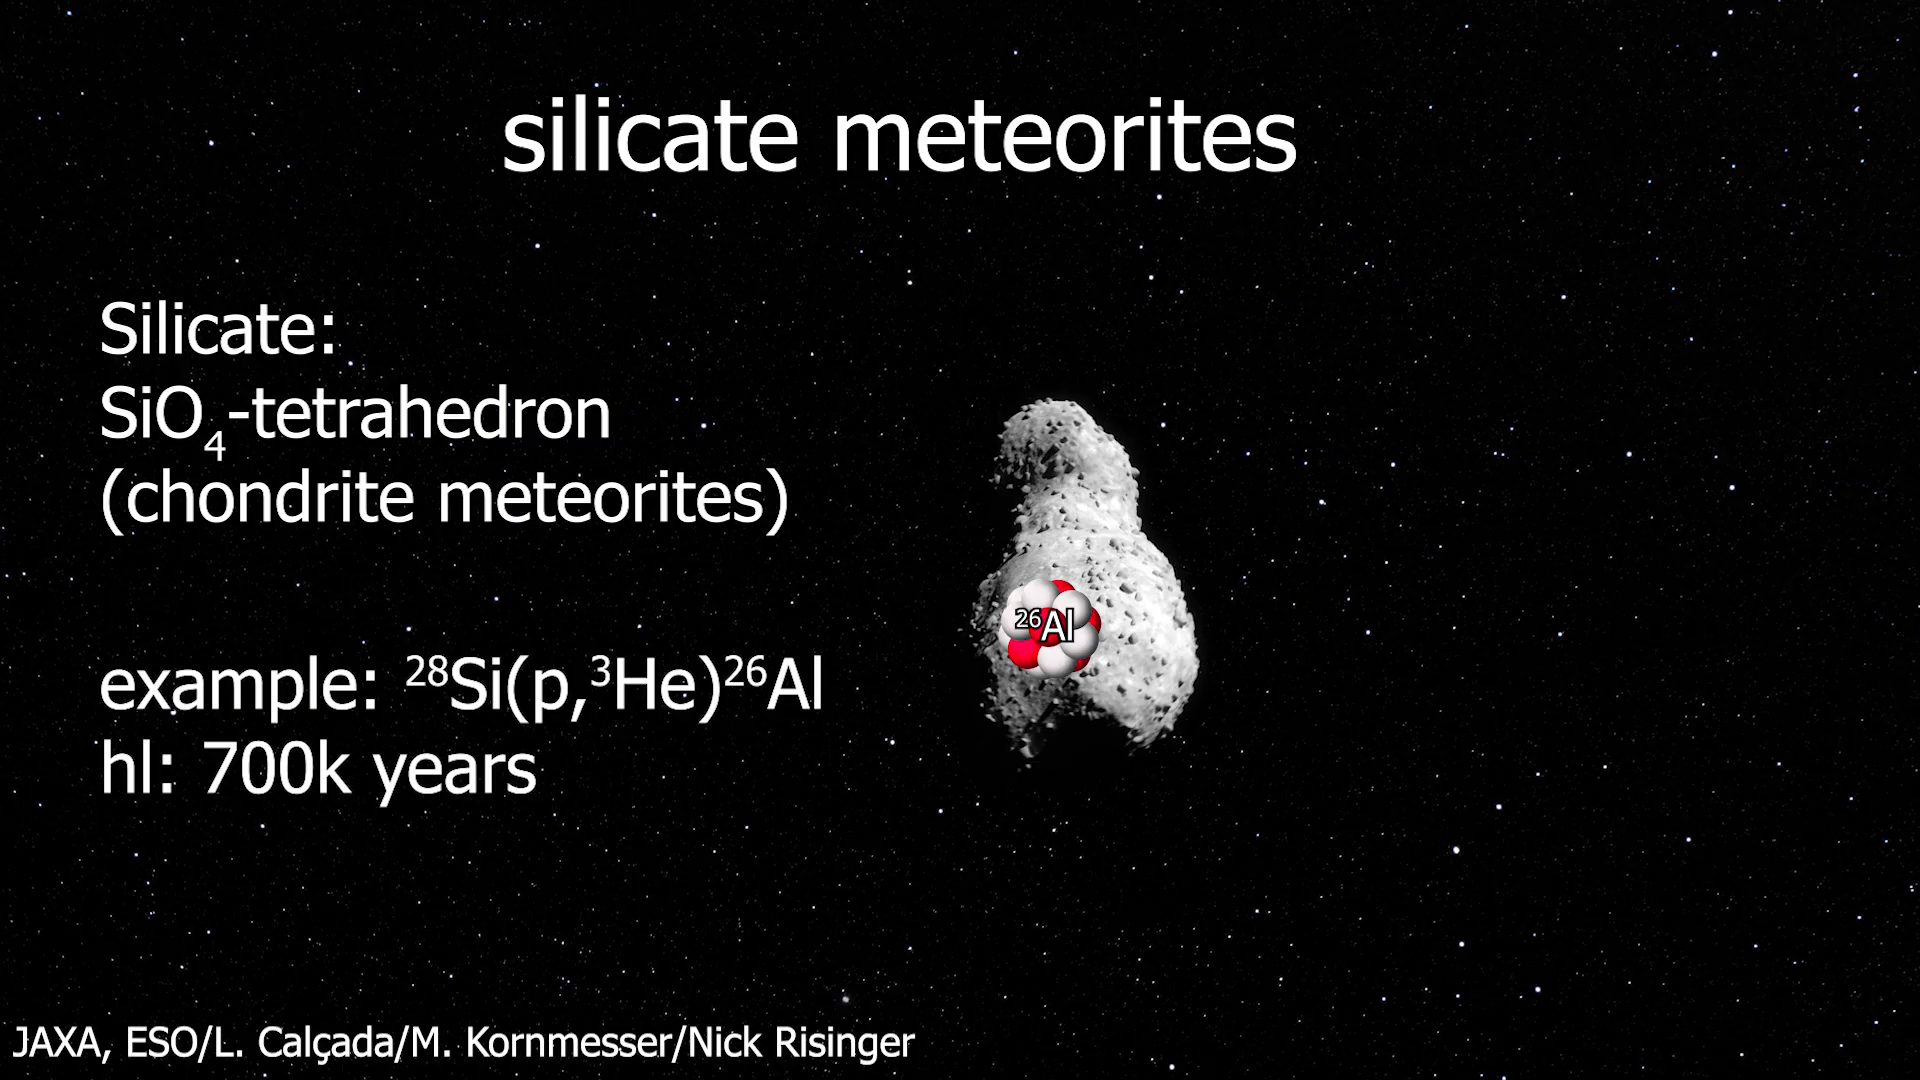 silicate meteorites
Silicate:
SiO₄-tetrahedron
(chondrite meteorites)
²⁶Al
example: ²⁸Si(p,³He)²⁶Al
hl: 700k years
JAXA, ESO/L. Calçada/M. Kornmesser/Nick Risinger